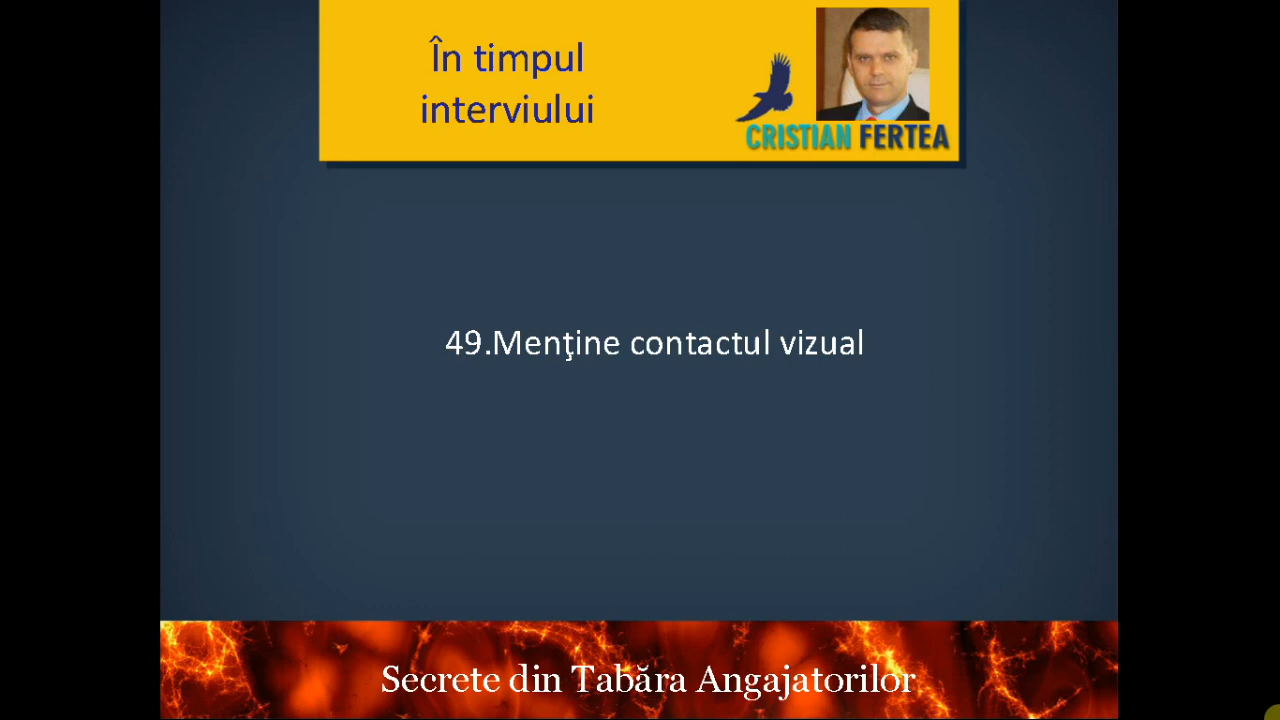 În timpul
interviului
CRISTIAN FERTEA
49.Menţine contactul vizual
Secrete din Tabăra Angajatorilor